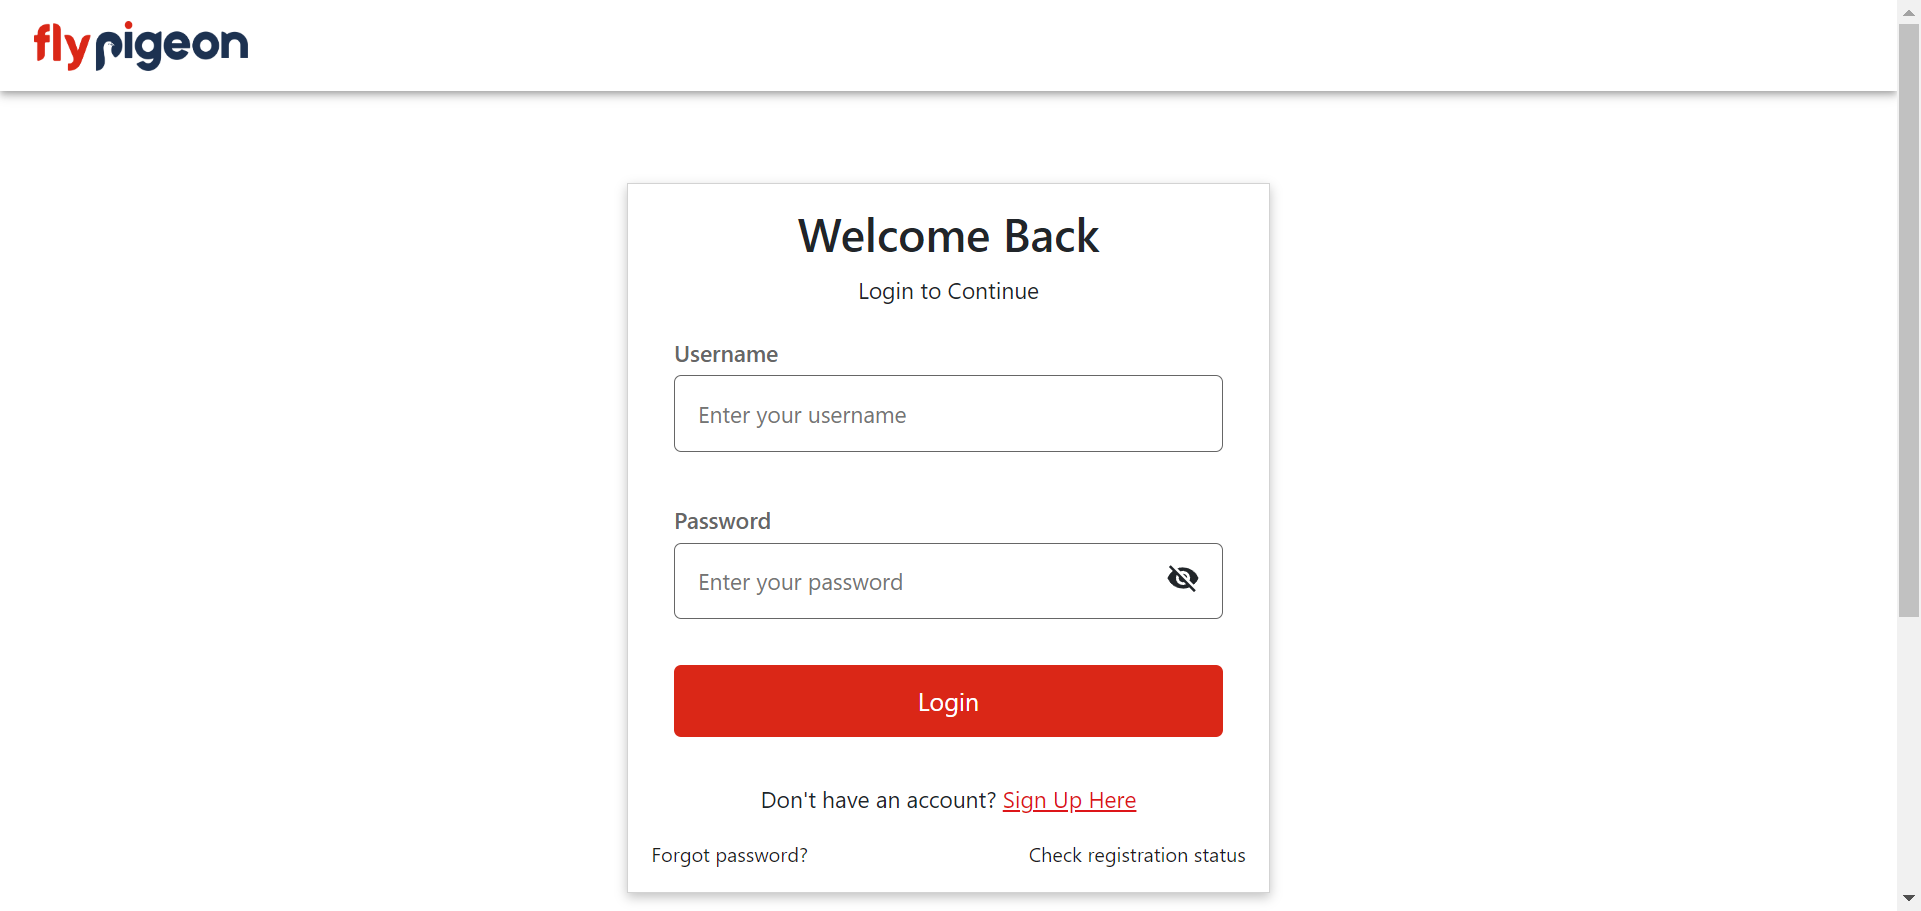 flypigeon
Welcome Back
Login to Continue
Username
Enter your username
Password
Enter your password
Login
Don't have an account? Sign Up Here
Forgot password?
Check registration status